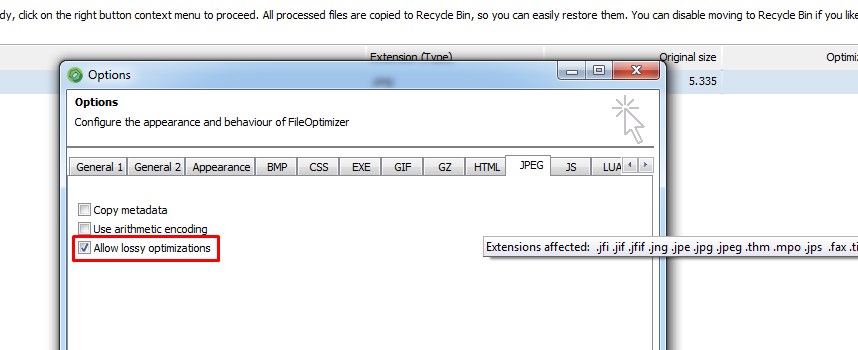 dy, click on the right button context menu to proceed. All processed files are copied to Recycle Bin, so you can easily restore them. You can disable moving to Recycle Bin if you like
Extension (Type) Original size Optimiz
5.335
Options
Options
Configure the appearance and behaviour of FileOptimizer
General 1 General 2 Appearance BMP CSS EXE GIF GZ HTML JPEG JS LUA
Copy metadata
Use arithmetic encoding
Allow lossy optimizations
Extensions affected: .jfi .jif .jfif .jng .jpe .jpg .jpeg .thm .mpo .jps .fax .ti